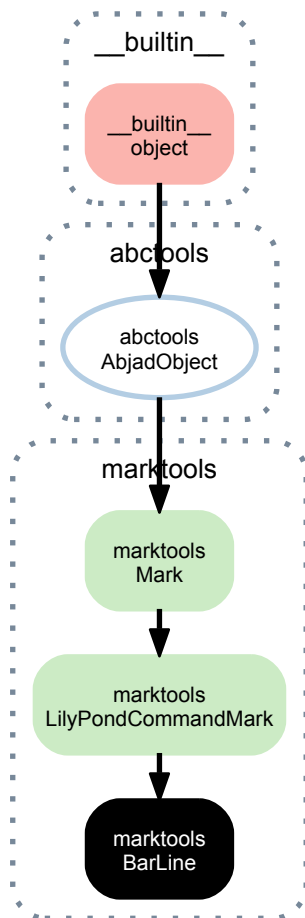 __builtin__
__builtin__
object
abctools
abctools
AbjadObject
marktools
marktools
Mark
marktools
LilyPondCommandMark
marktools
BarLine